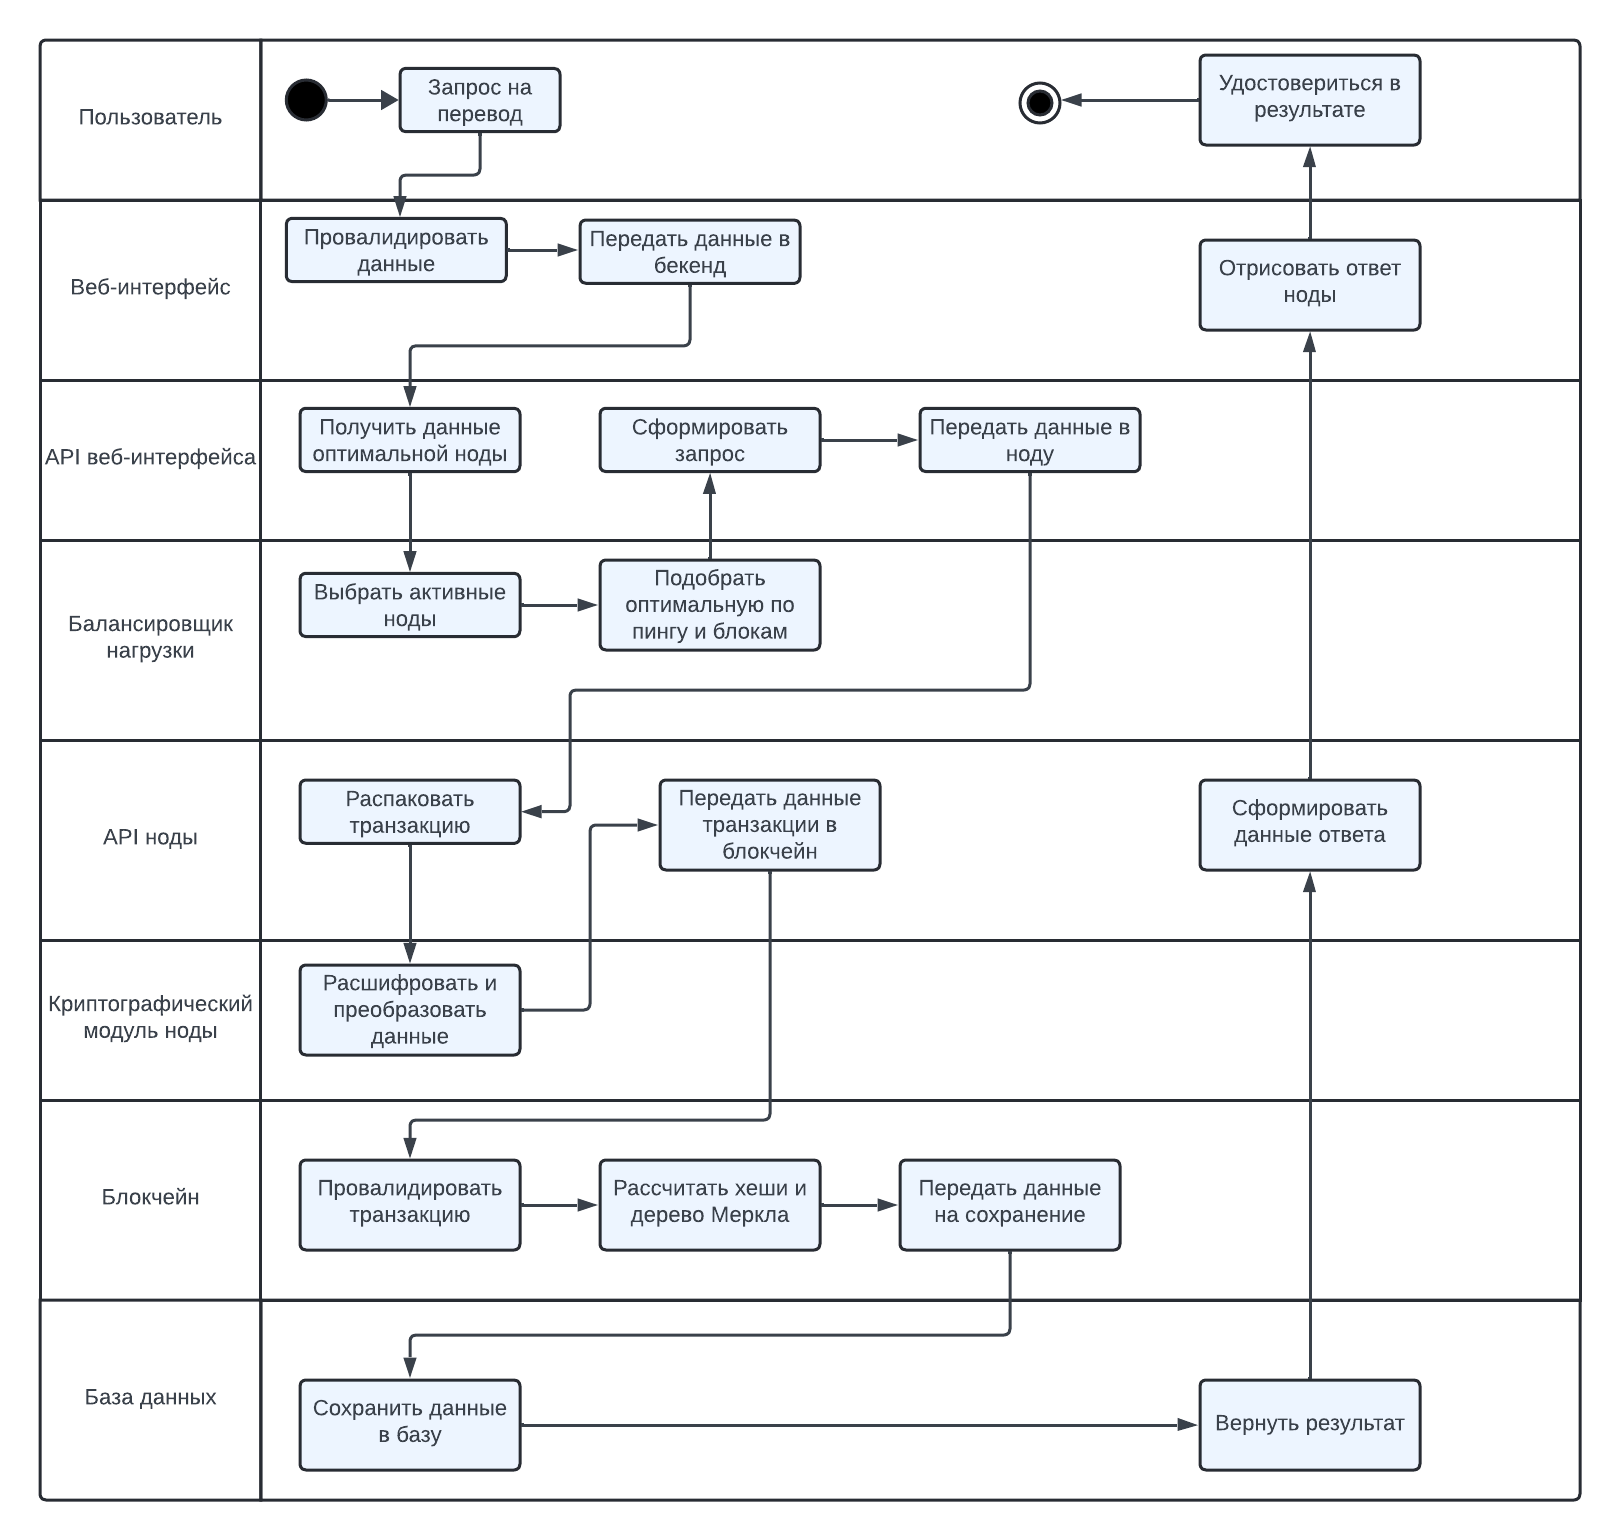 Пользователь
Запрос на
перевод
Удостовериться в
результате
Веб-интерфейс
Провалидировать
данные
Передать данные в
бекенд
Отрисовать ответ
ноды
API веб-интерфейса
Получить данные
оптимальной ноды
Сформировать
запрос
Передать данные в
ноду
Балансировщик
нагрузки
Выбрать активные
ноды
Подобрать
оптимальную по
пингу и блокам
API ноды
Распаковать
транзакцию
Передать данные
транзакции в
блокчейн
Сформировать
данные ответа
Криптографический
модуль ноды
Расшифровать и
преобразовать
данные
Блокчейн
Провалидировать
транзакцию
Рассчитать хеши и
дерево Меркла
Передать данные
на сохранение
База данных
Сохранить данные
в базу
Вернуть результат